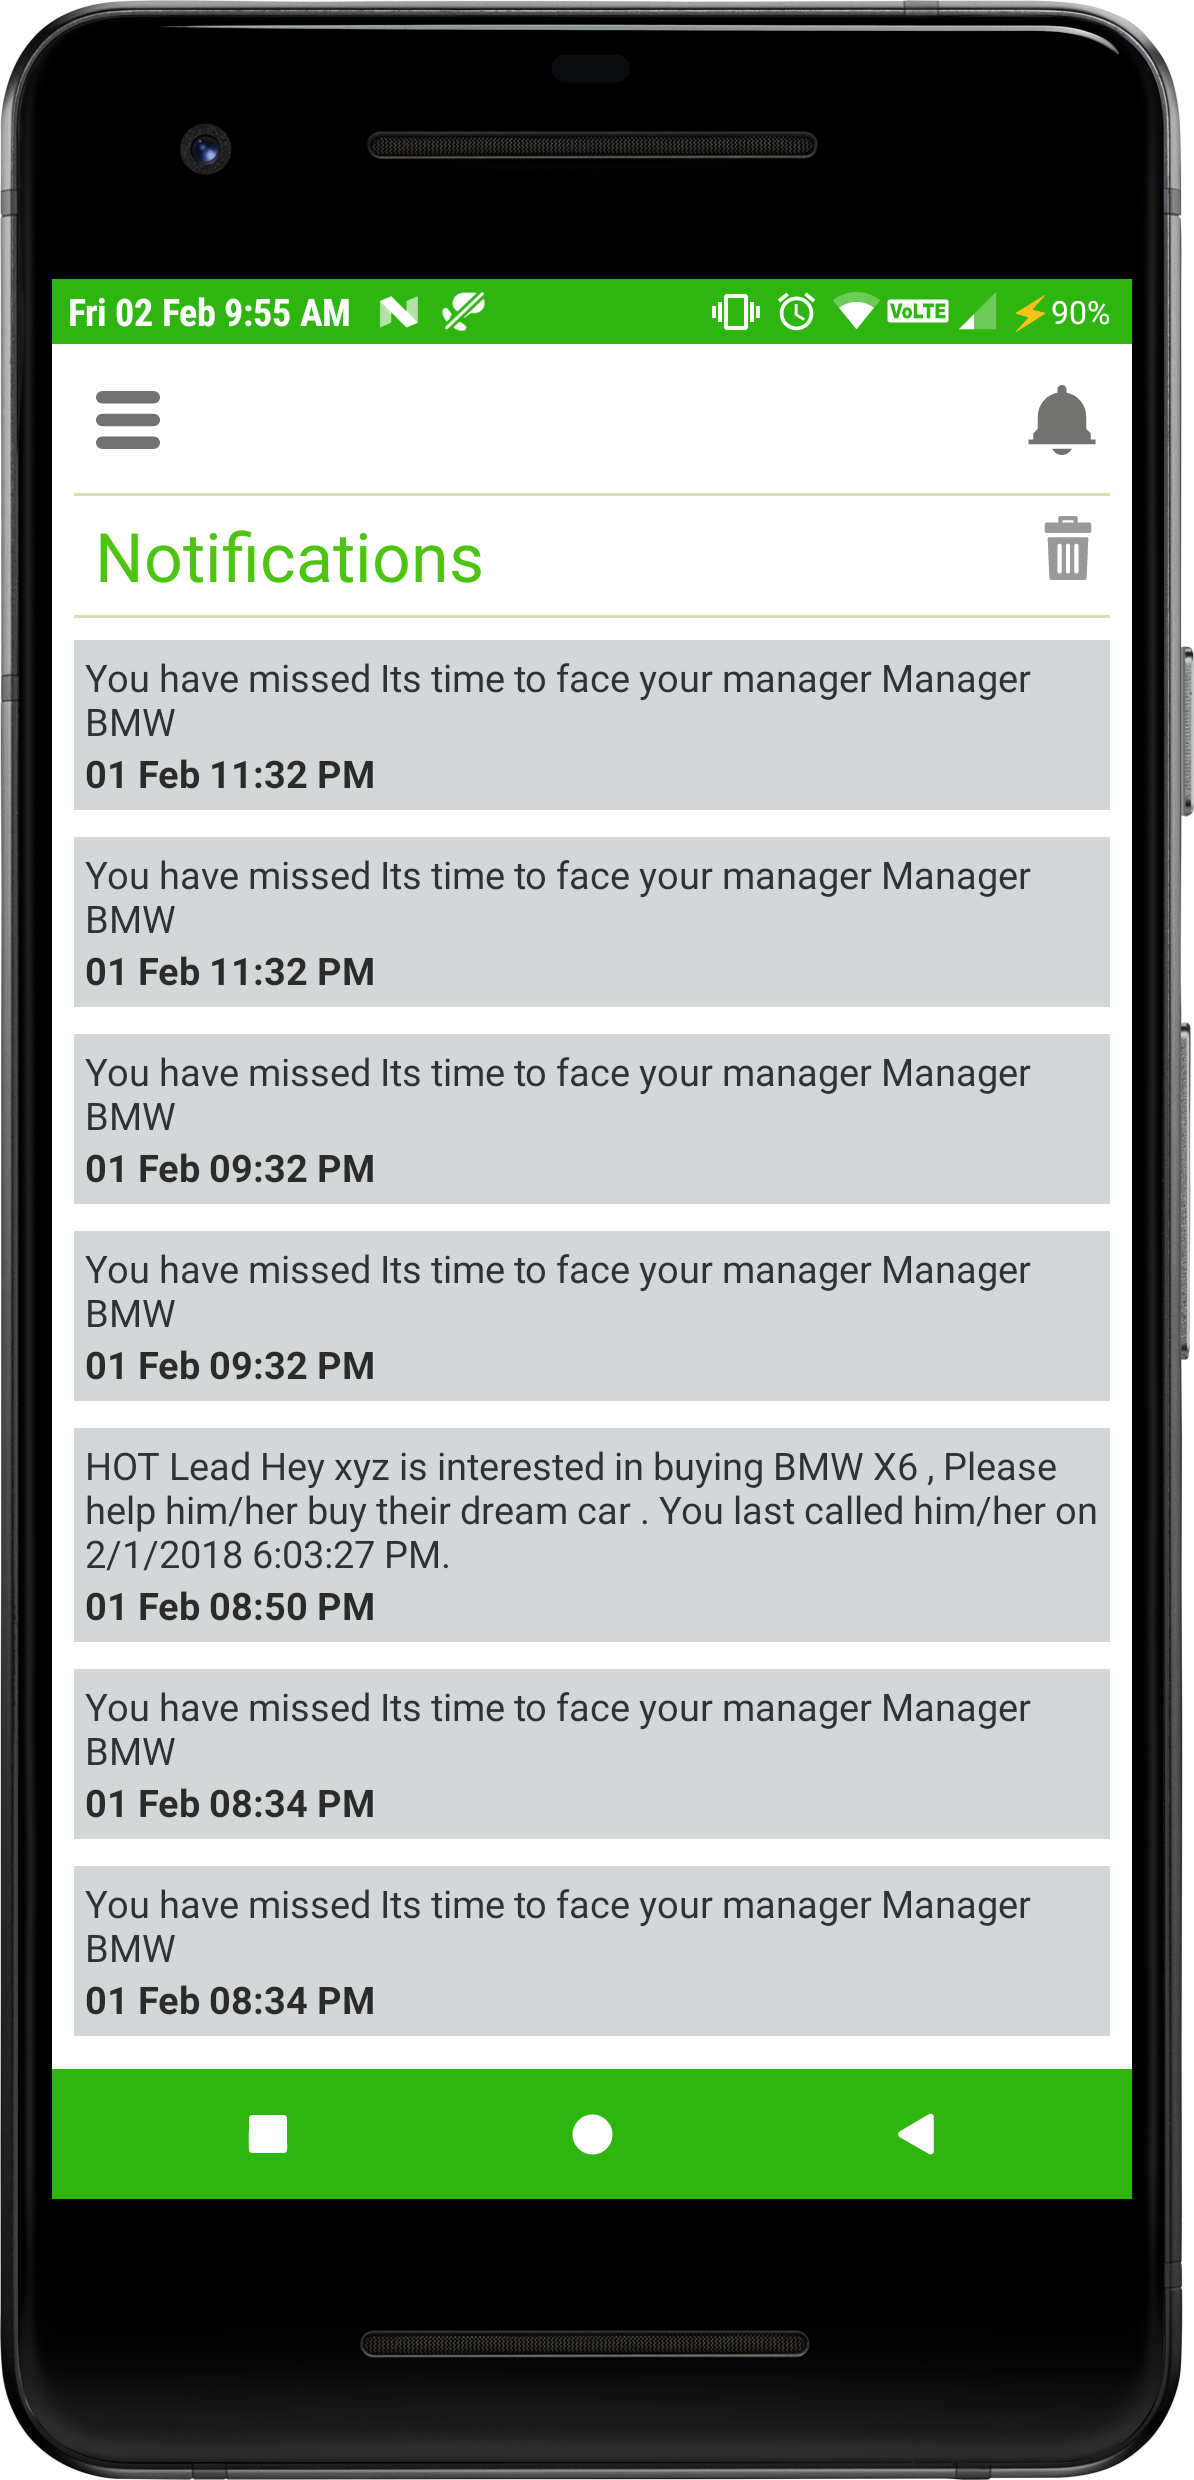 Fri 02 Feb 9:55 AM VoLTE 90%
Notifications
You have missed Its time to face your manager Manager
BMW
01 Feb 11:32 PM
You have missed Its time to face your manager Manager
BMW
01 Feb 11:32 PM
You have missed Its time to face your manager Manager
BMW
01 Feb 09:32 PM
You have missed Its time to face your manager Manager
BMW
01 Feb 09:32 PM
HOT Lead Hey xyz is interested in buying BMW X6 , Please
help him/her buy their dream car . You last called him/her on
2/1/2018 6:03:27 PM.
01 Feb 08:50 PM
You have missed Its time to face your manager Manager
BMW
01 Feb 08:34 PM
You have missed Its time to face your manager Manager
BMW
01 Feb 08:34 PM